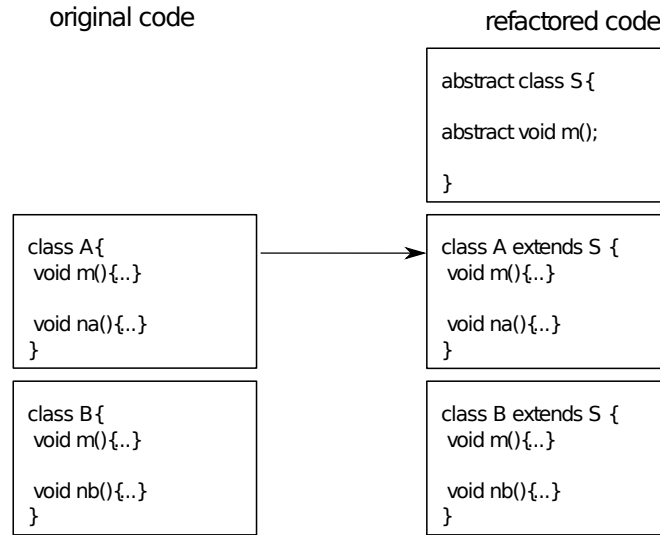 original code
refactored code
abstract class S{
abstract void m();
}
class A{
void m(){...}
void na(){...}
}
class A extends S {
void m(){...}
void na(){...}
}
class B{
void m(){...}
void nb(){...}
}
class B extends S {
void m(){...}
void nb(){...}
}